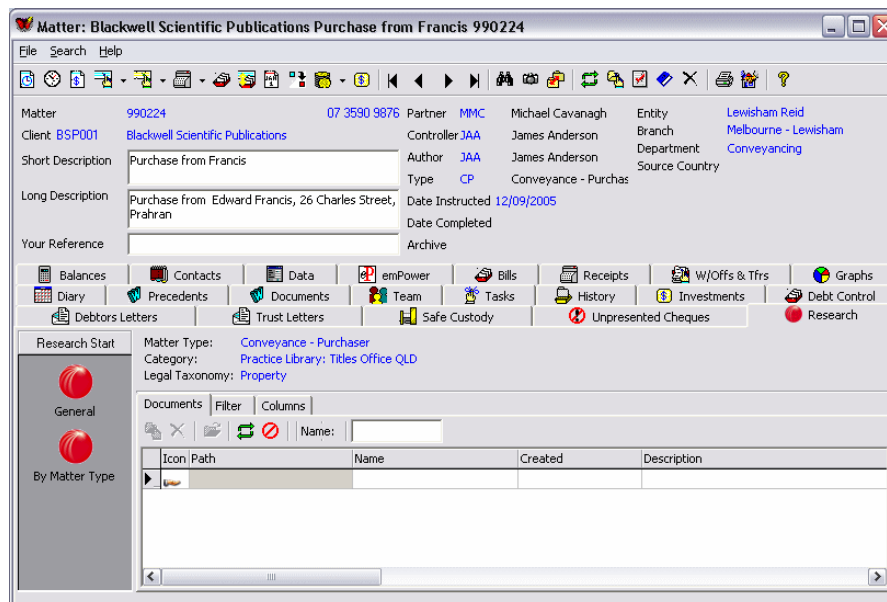 Matter: Blackwell Scientific Publications Purchase from Francis 990224
File Search Help
Matter 990224 07 3590 9876 Partner MMC Michael Cavanagh Entity Lewisham Reid
Client BSP001 Blackwell Scientific Publications Controller JAA James Anderson Branch Melbourne - Lewisham
Short Description Purchase from Francis Author JAA James Anderson Department Conveyancing
Type CP Conveyance - Purchas Source Country
Long Description Purchase from Edward Francis, 26 Charles Street, Prahran Date Instructed 12/09/2005
Date Completed
Your Reference Archive
Balances Contacts Data emPower Bills Receipts W/Offs & Tfrs Graphs
Diary Precedents Documents Team Tasks History Investments Debt Control
Debtors Letters Trust Letters Safe Custody Unpresented Cheques Research
Research Start Matter Type: Conveyance - Purchaser
Category: Practice Library: Titles Office QLD
Legal Taxonomy: Property
General Documents Filter Columns
Name:
By Matter Type Icon Path Name Created Description